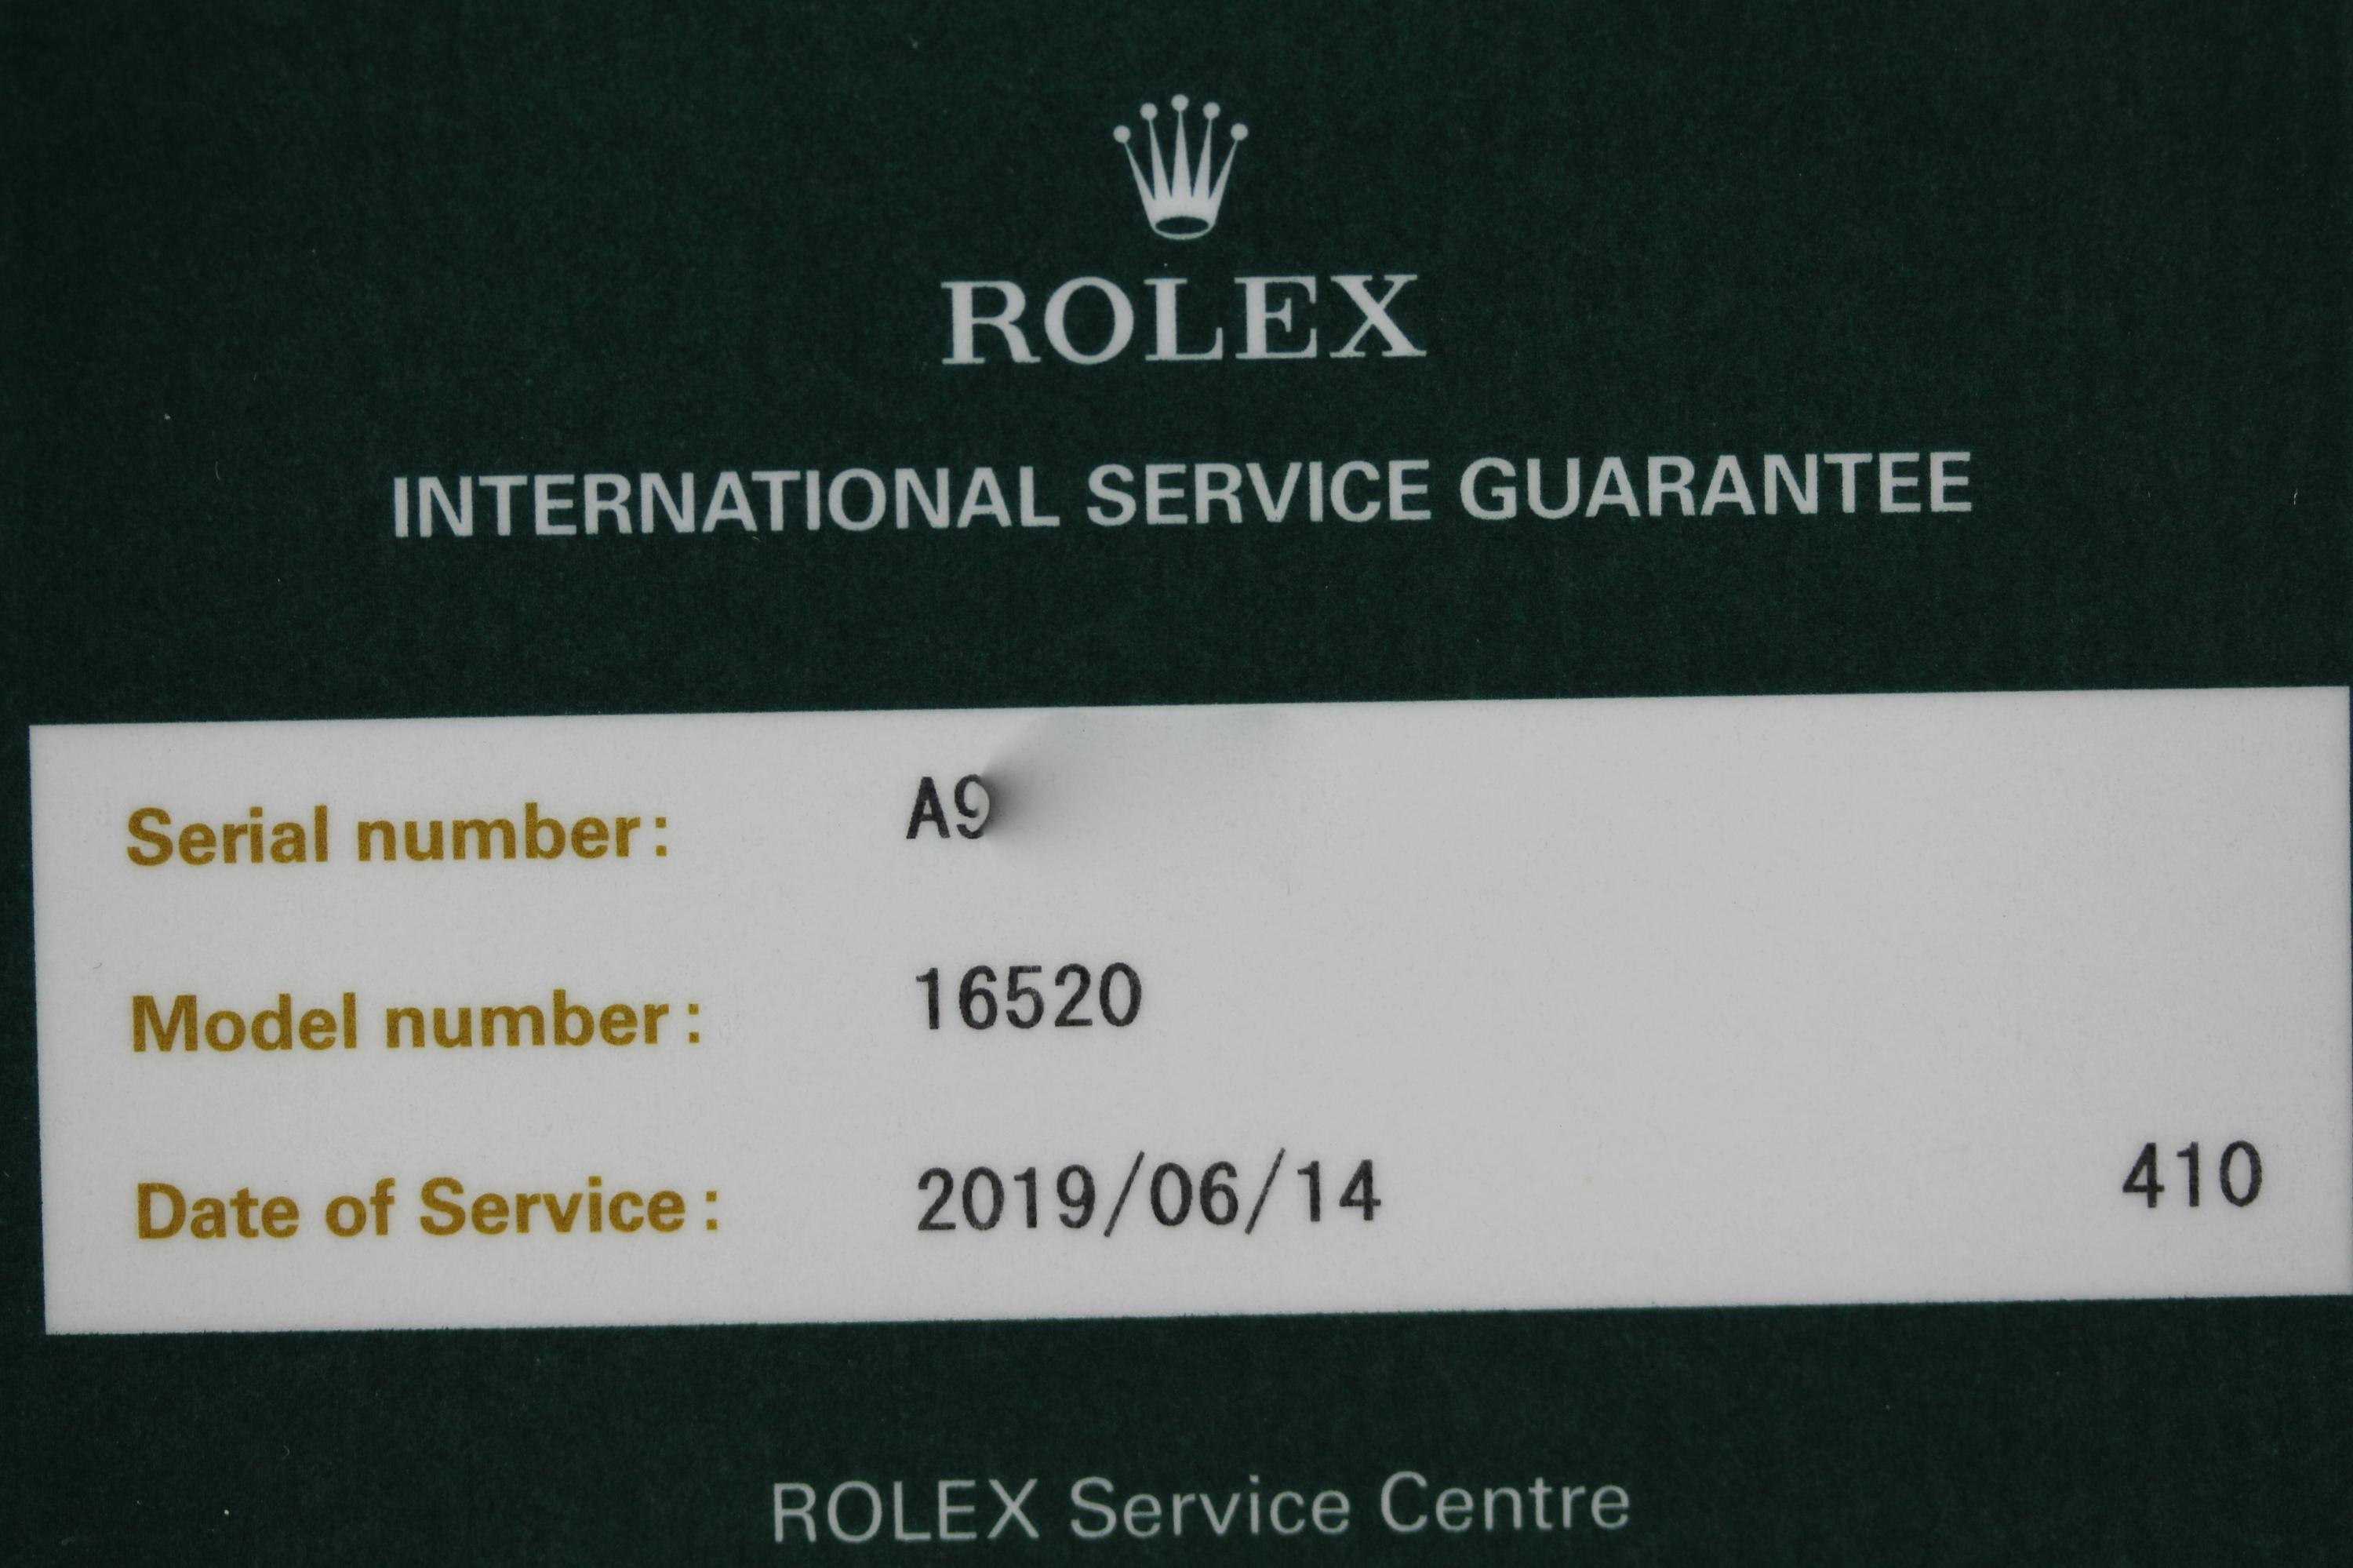 ROLEX
INTERNATIONAL SERVICE GUARANTEE
Serial number: A9
Model number: 16520
Date of Service: 2019/06/14 410
ROLEX Service Centre